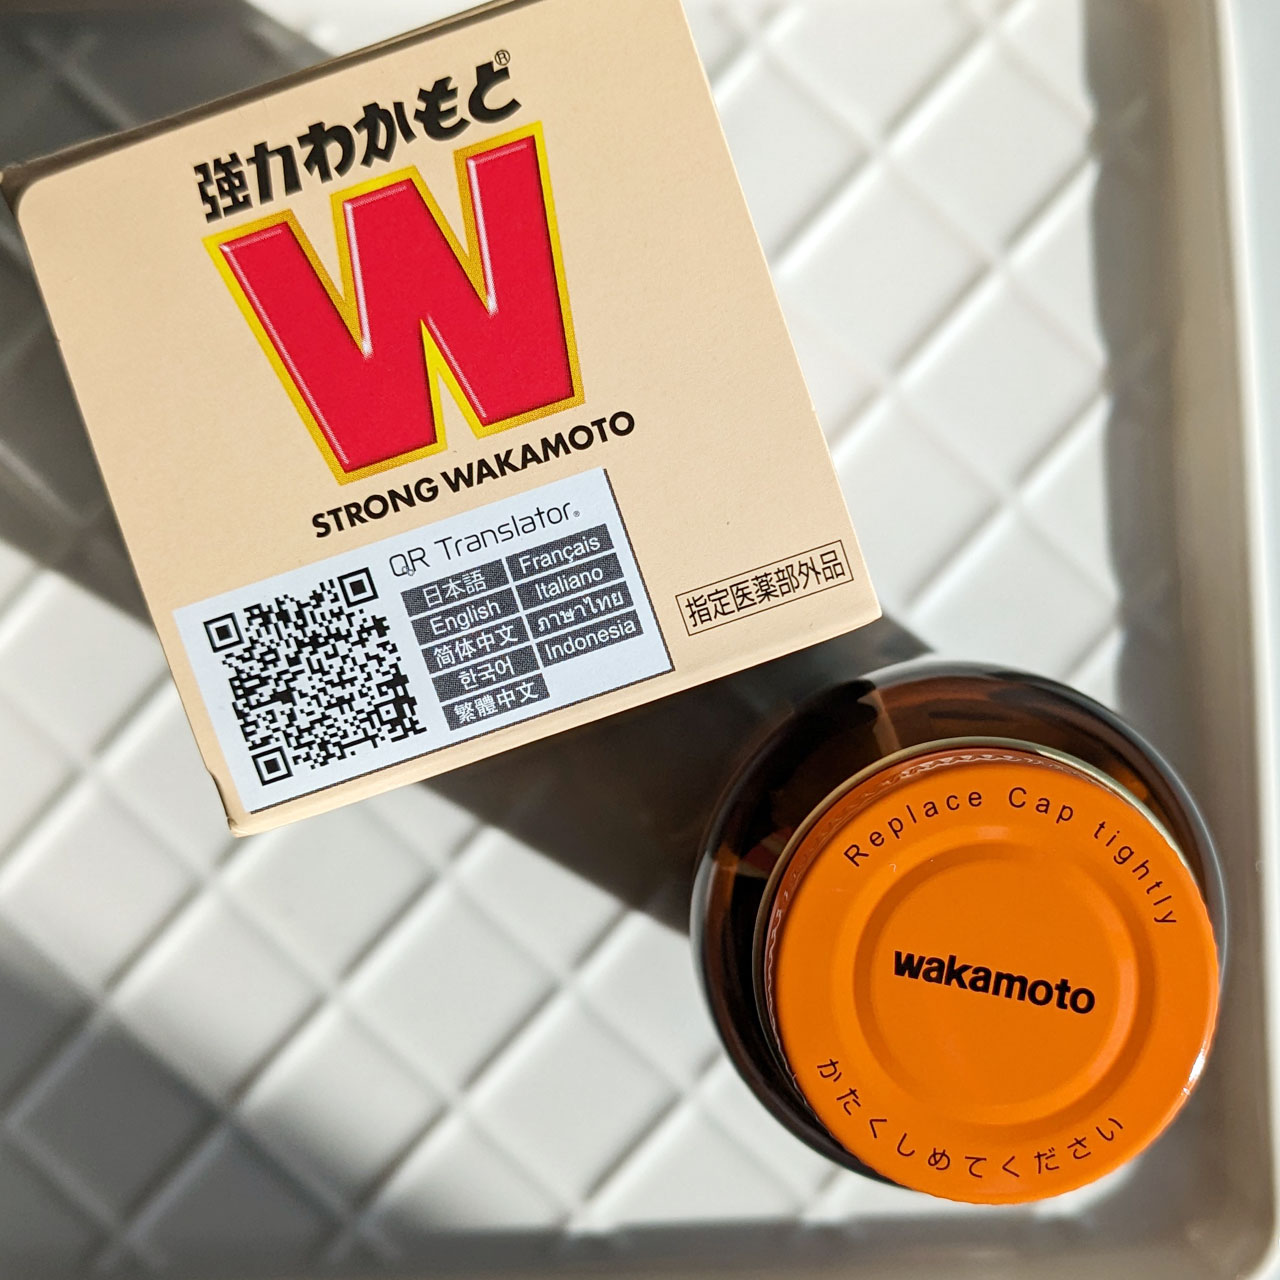 強力わかもと®
W
STRONG WAKAMOTO
QR Translator®
日本語
Français
English
Italiano
简体中文
ภาษาไทย
한국어
Indonesia
繁體中文
指定医薬部外品
Replace Cap tightly
wakamoto
かたくしめてください